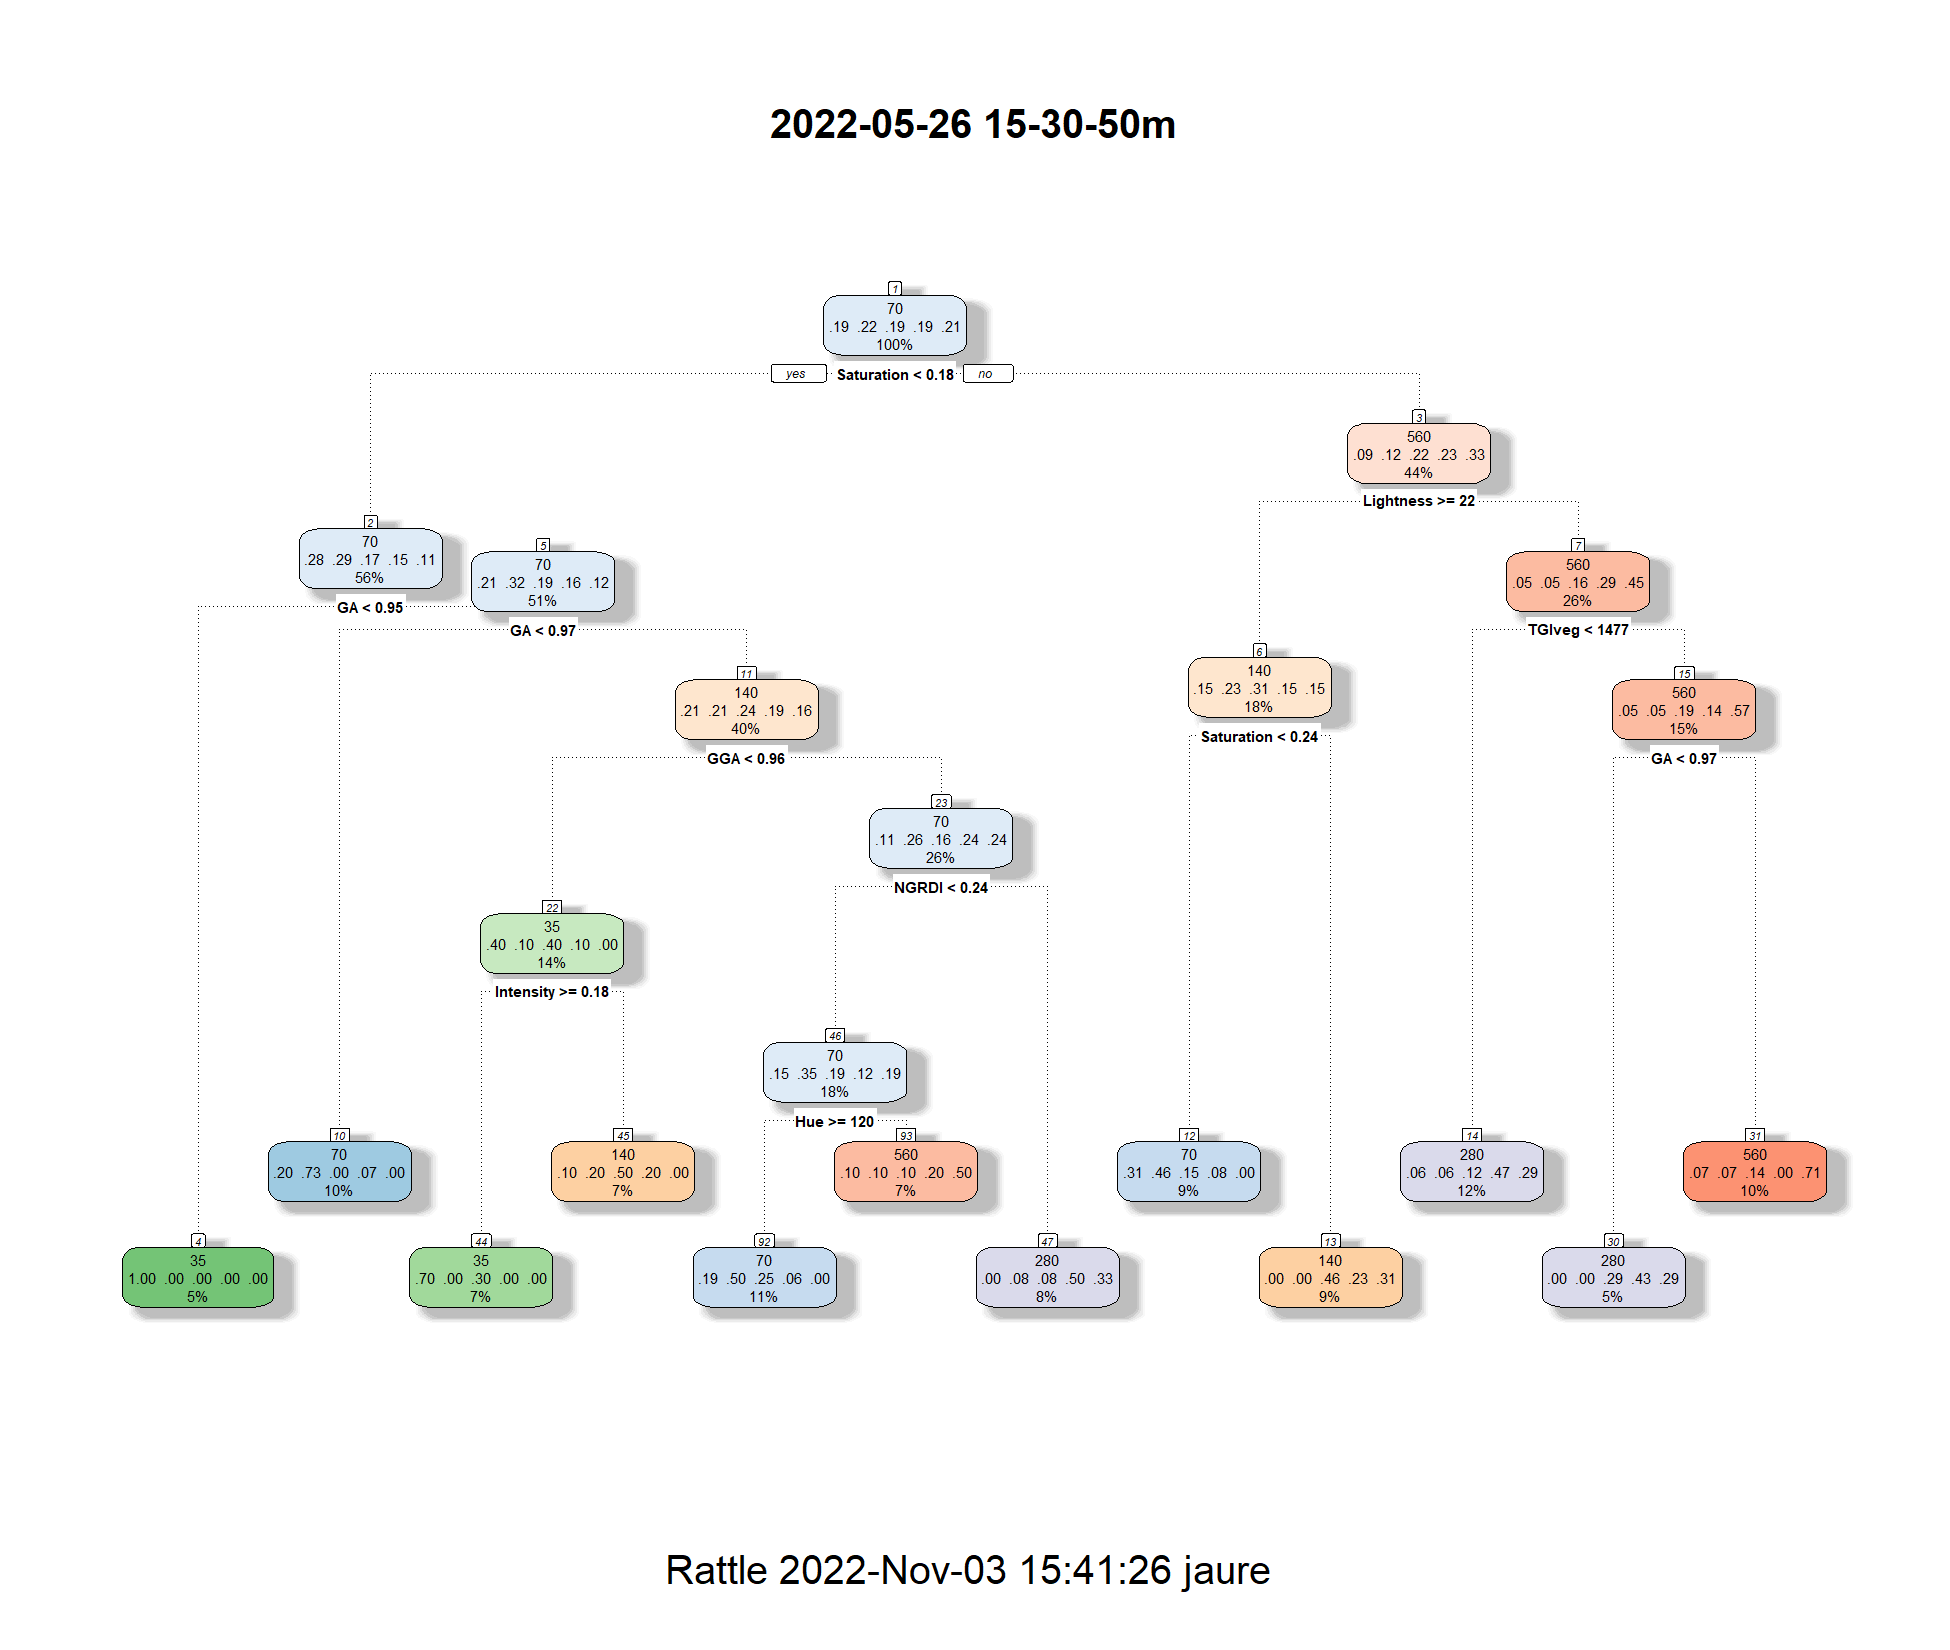 2022-05-26 15-30-50m
1
70
.19 .22 .19 .19 .21
100%
yes Saturation < 0.18 no
3
560
.09 .12 .22 .23 .33
44%
Lightness >= 22
2
70
.28 .29 .17 .15 .11
56%
GA < 0.95
5
70
.21 .32 .19 .16 .12
51%
GA < 0.97
7
560
.05 .05 .16 .29 .45
26%
TGIveg < 1477
6
140
.15 .23 .31 .15 .15
18%
Saturation < 0.24
11
140
.21 .21 .24 .19 .16
40%
GGA < 0.96
15
560
.05 .05 .19 .14 .57
15%
GA < 0.97
23
70
.11 .26 .16 .24 .24
26%
NGRDI < 0.24
22
35
.40 .10 .40 .10 .00
14%
Intensity >= 0.18
46
70
.15 .35 .19 .12 .19
18%
Hue >= 120
10
70
.20 .73 .00 .07 .00
10%
45
140
.10 .20 .50 .20 .00
7%
93
560
.10 .10 .10 .20 .50
7%
12
70
.31 .46 .15 .08 .00
9%
14
280
.06 .06 .12 .47 .29
12%
31
560
.07 .07 .14 .00 .71
10%
4
35
1.00 .00 .00 .00 .00
5%
44
35
.70 .00 .30 .00 .00
7%
92
70
.19 .50 .25 .06 .00
11%
47
280
.00 .08 .08 .50 .33
8%
13
140
.00 .00 .46 .23 .31
9%
30
280
.00 .00 .29 .43 .29
5%
Rattle 2022-Nov-03 15:41:26 jaure